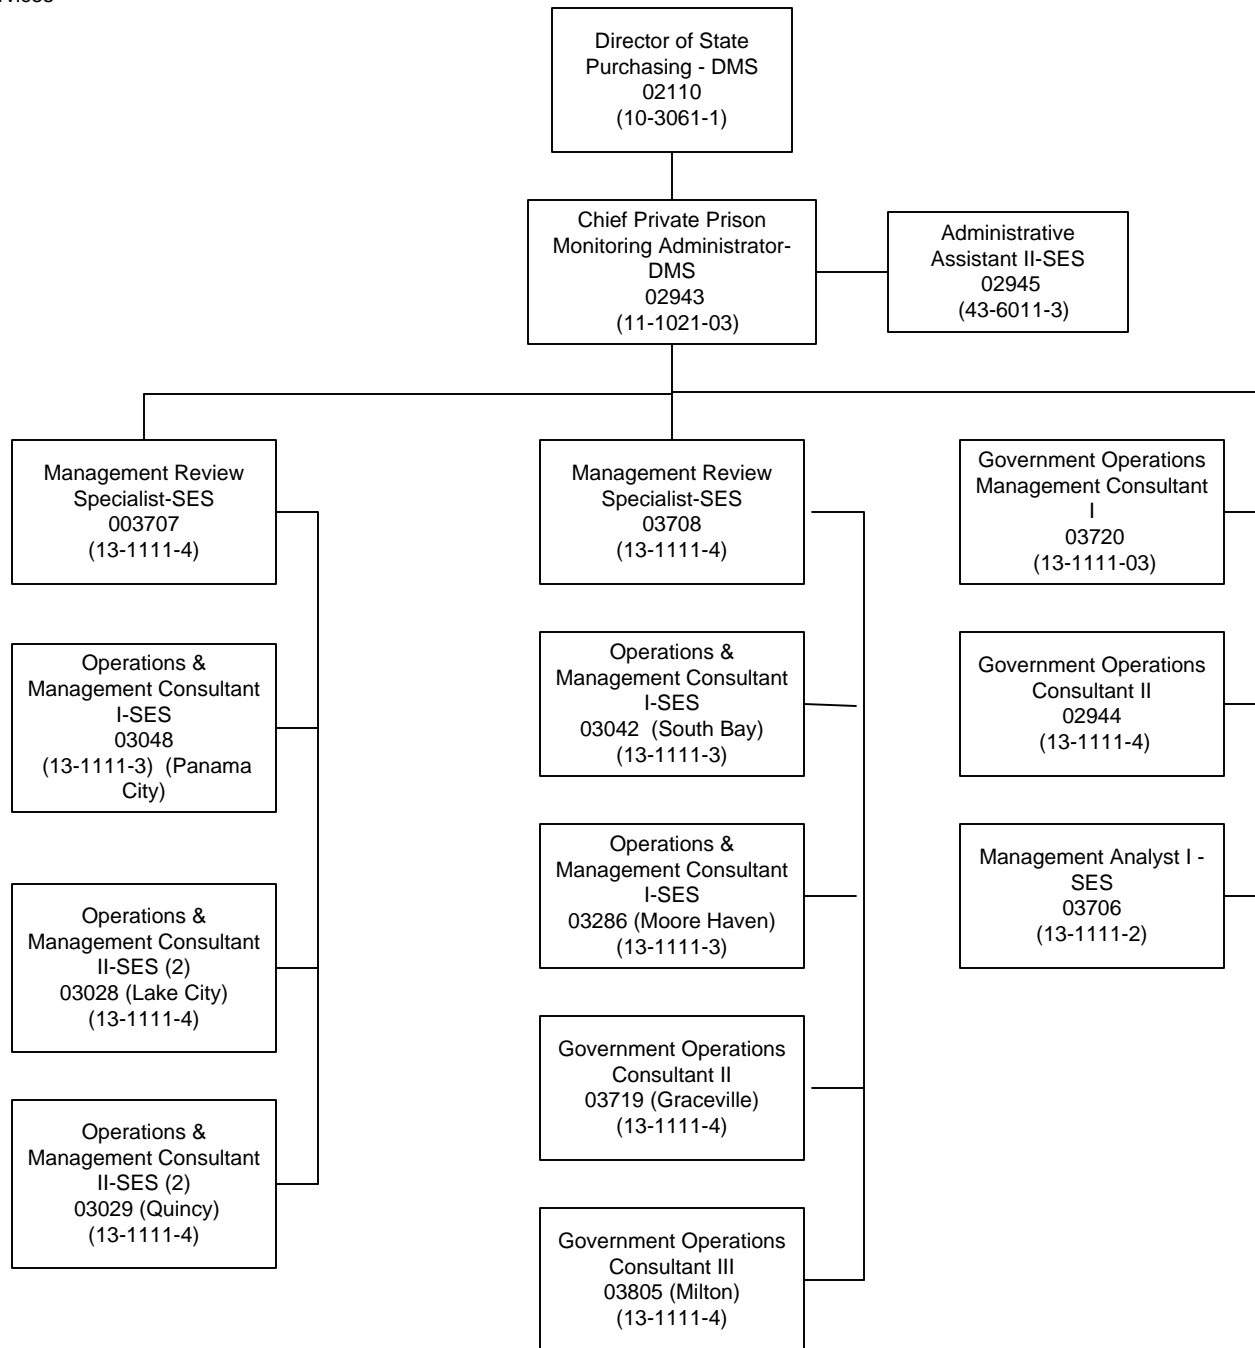 Director of State
Purchasing - DMS
02110
(10-3061-1)
Chief Private Prison
Monitoring Administrator-
DMS
02943
(11-1021-03)
Administrative
Assistant II-SES
02945
(43-6011-3)
Management Review
Specialist-SES
003707
(13-1111-4)
Operations &
Management Consultant
I-SES
03048
(13-1111-3)  (Panama
City)
Operations &
Management Consultant
II-SES (2)
03028 (Lake City)
(13-1111-4)
Operations &
Management Consultant
II-SES (2)
03029 (Quincy)
(13-1111-4)
Management Review
Specialist-SES
03708
(13-1111-4)
Operations &
Management Consultant
I-SES
03042  (South Bay)
(13-1111-3)
Operations &
Management Consultant
I-SES
03286 (Moore Haven)
(13-1111-3)
Government Operations
Consultant II
03719 (Graceville)
(13-1111-4)
Government Operations
Consultant III
03805 (Milton)
(13-1111-4)
Government Operations
Management Consultant
I
03720
(13-1111-03)
Government Operations
Consultant II
02944
(13-1111-4)
Management Analyst I -
SES
03706
(13-1111-2)